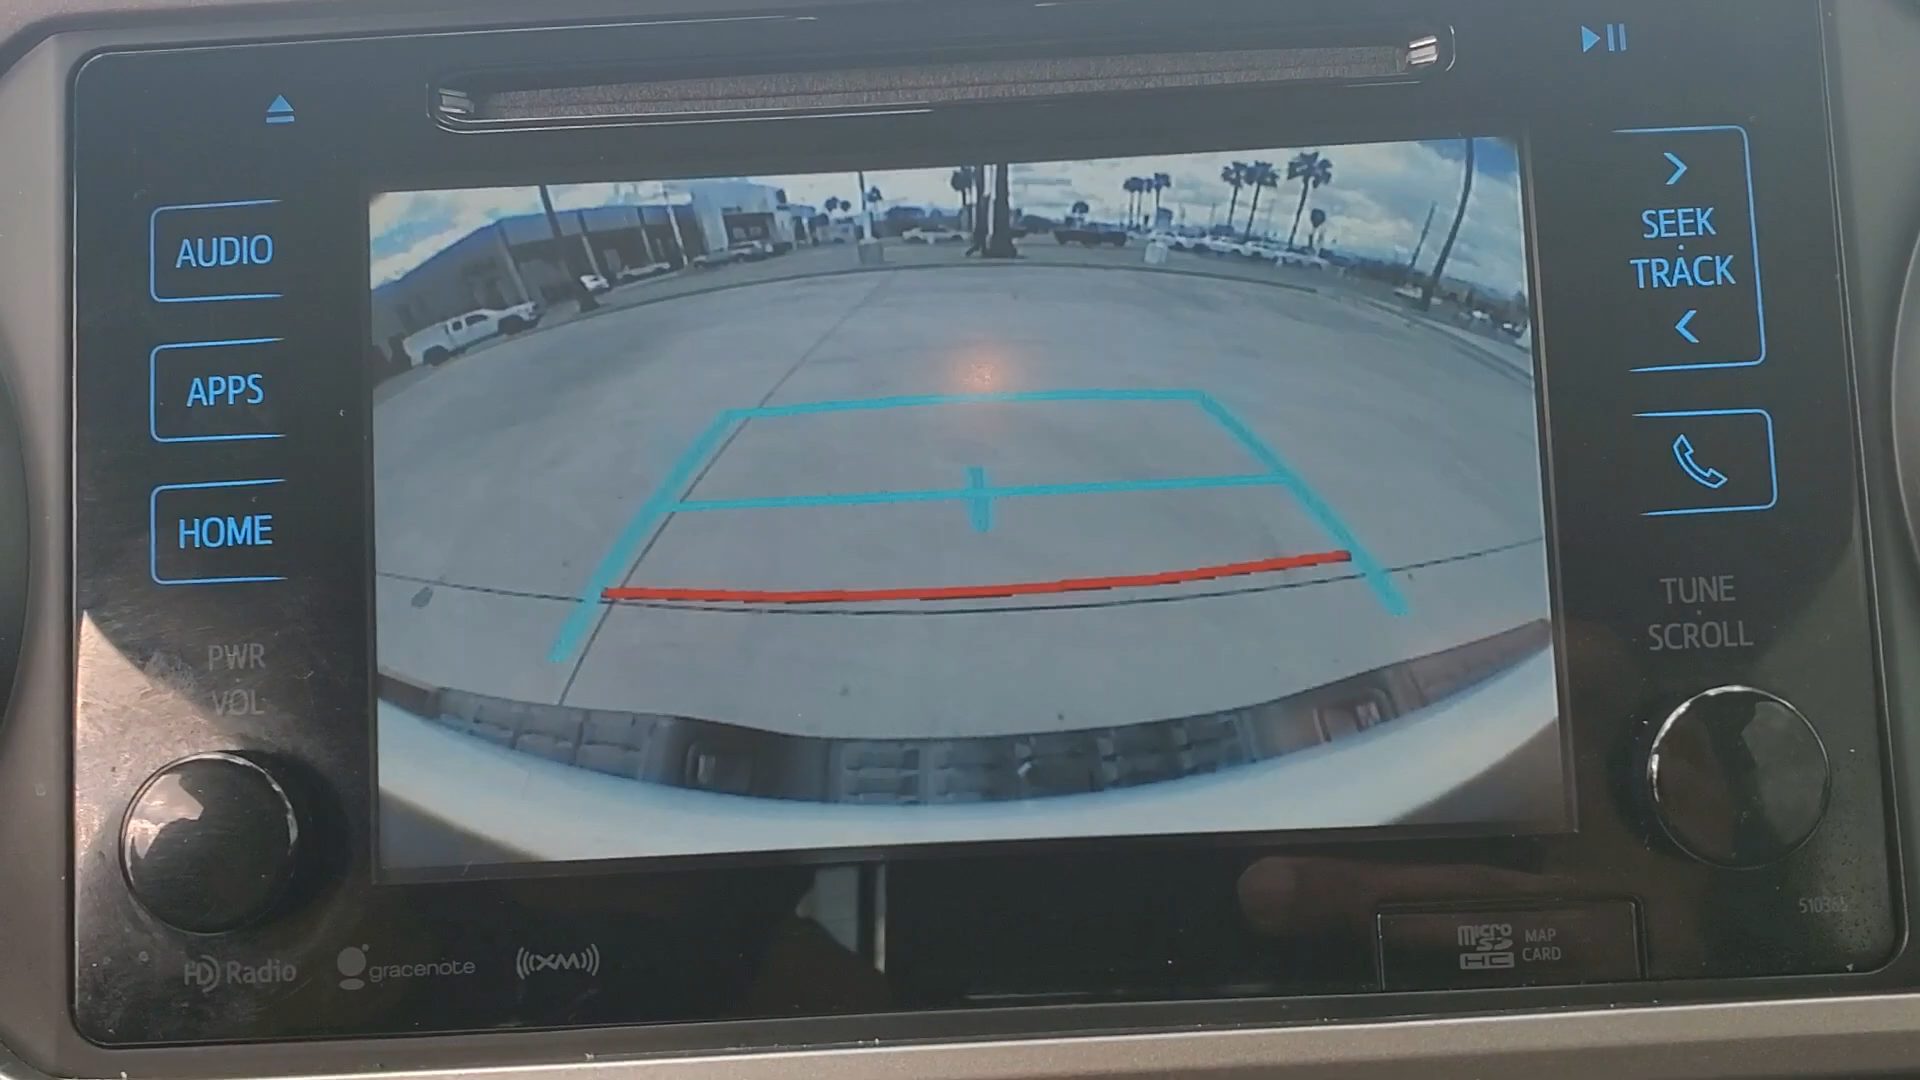 AUDIO
APPS
HOME
PWR
VOL
SEEK
TRACK
TUNE
SCROLL
HD Radio
gracenote
((XM))
micro
SD
HC
MAP
CARD